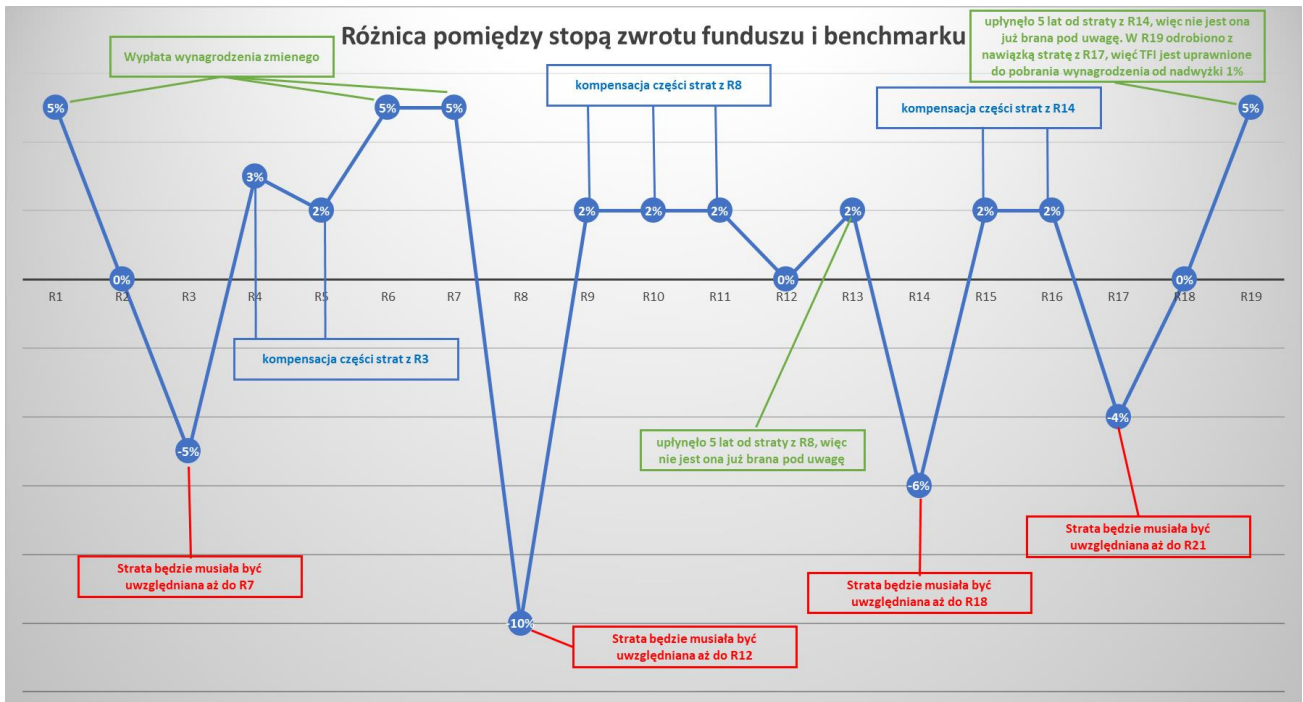 Różnica pomiędzy stopą zwrotu funduszu i benchmarku
upłynęło 5 lat od straty z R14, więc nie jest ona
już brana pod uwagę. W R19 odrobiono z
nawiązką stratę z R17, więć TFI jest uprawnione
do pobrania wynagrodzenia od nadwyżki 1%
Wypłata wynagrodzenia zmienego
kompensacja części strat z R8
kompensacja części strat z R14
5%
0%
-5%
3%
2%
5%
5%
-10%
2%
2%
2%
0%
2%
-6%
2%
2%
-4%
0%
5%
R1
R2
R3
R4
R5
R6
R7
R8
R9
R10
R11
R12
R13
R14
R15
R16
R17
R18
R19
kompensacja części strat z R3
upłynęło 5 lat od straty z R8, więc
nie jest ona już brana pod uwagę
Strata będzie musiała być
uwzględniana aż do R7
Strata będzie musiała być
uwzględniana aż do R12
Strata będzie musiała być
uwzględniana aż do R18
Strata będzie musiała być
uwzględniana aż do R21